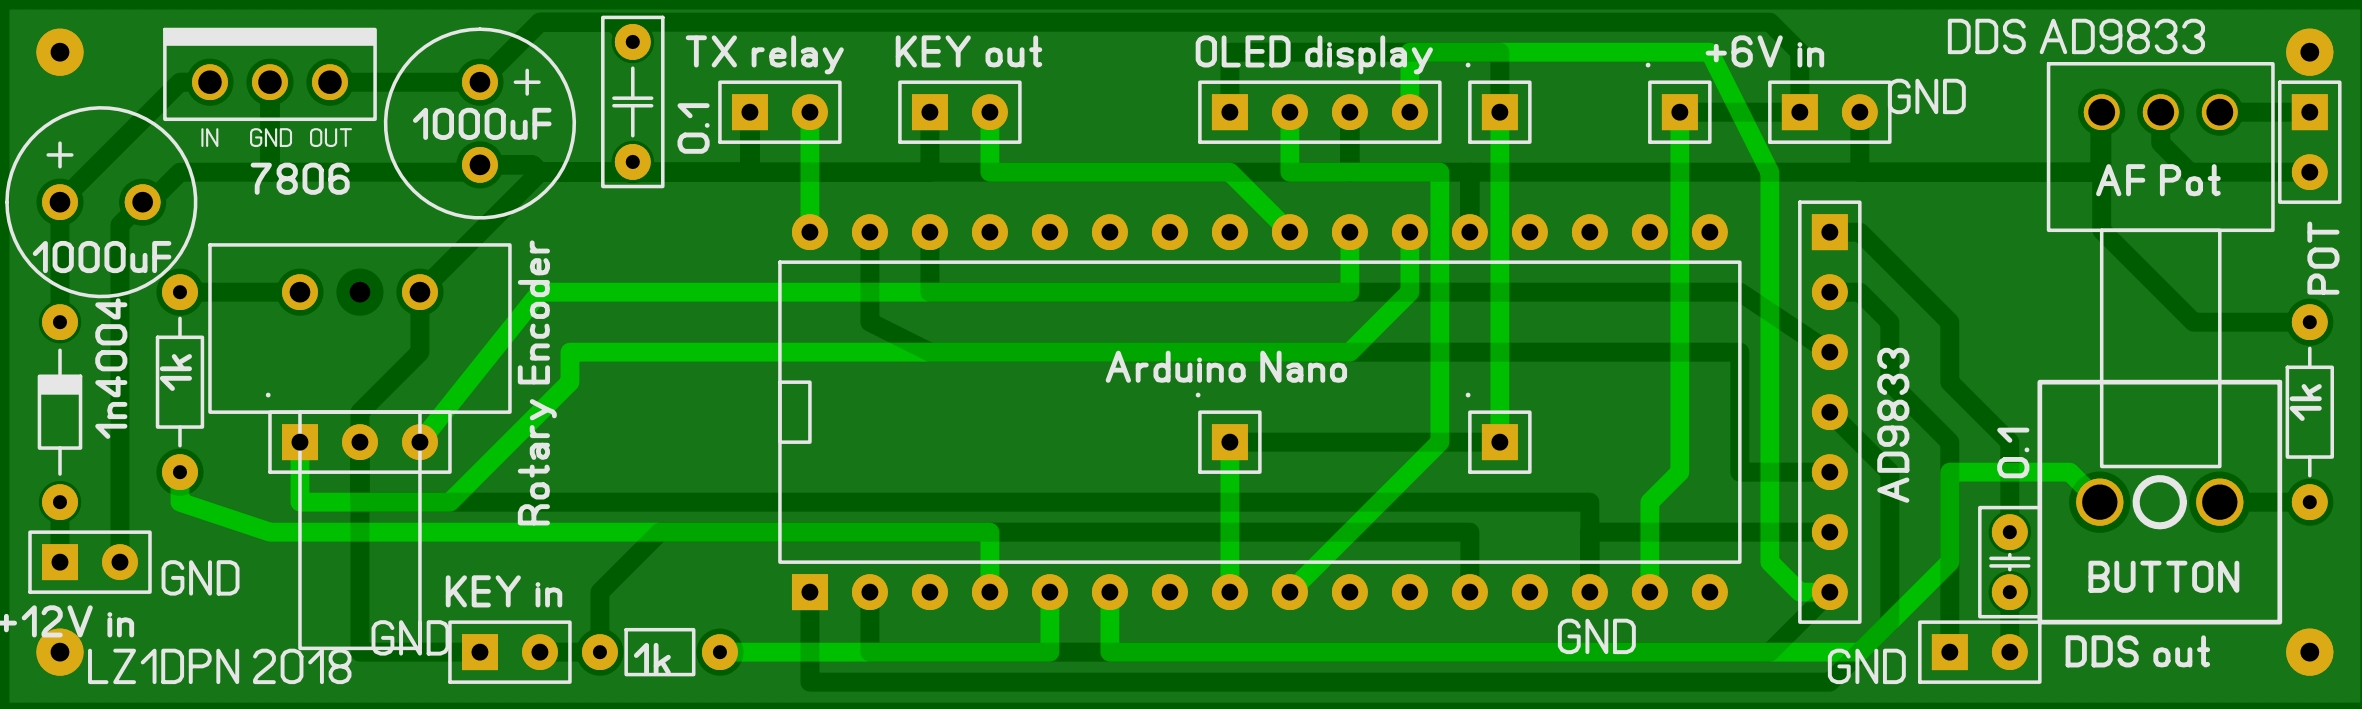 TX relay
KEY out
OLED display
+6V in
DDS AD9833
GND
0.1
1000uF
IN GND OUT
7806
AF Pot
1000uF
POT
Rotary Encoder
1n4004
1k
Arduino Nano
AD9833
1k
0.1
GND
KEY in
BUTTON
+12V in
GND
GND
LZ1DPN 2018
1k
GND
DDS out